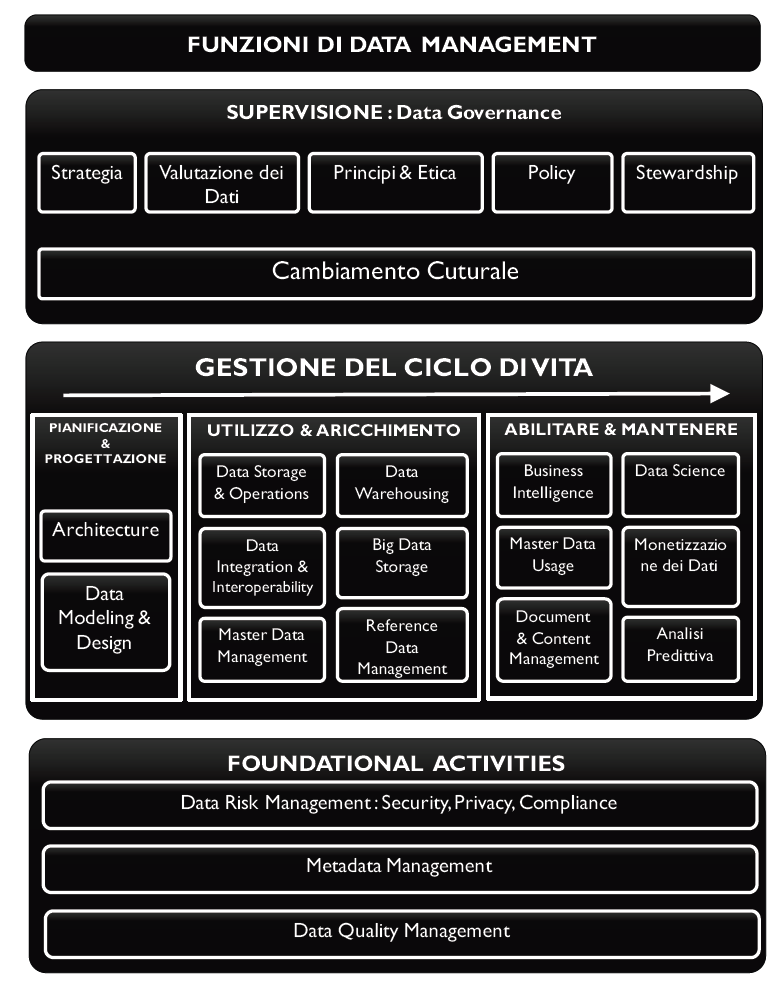 FUNZIONI DI DATA MANAGEMENT
SUPERVISIONE : Data Governance
Strategia
Valutazione dei
Dati
Principi & Etica
Policy
Stewardship
Cambiamento Cuturale
GESTIONE DEL CICLO DI VITA
PIANIFICAZIONE
&
PROGETTAZIONE
Architecture
Data
Modeling &
Design
UTILIZZO & ARICCHIMENTO
Data Storage
& Operations
Data
Warehousing
Data
Integration &
Interoperability
Big Data
Storage
Master Data
Management
Reference
Data
Management
ABILITARE & MANTENERE
Business
Intelligence
Data Science
Master Data
Usage
Monetizzazio
ne dei Dati
Document
& Content
Management
Analisi
Predittiva
FOUNDATIONAL ACTIVITIES
Data Risk Management : Security, Privacy, Compliance
Metadata Management
Data Quality Management